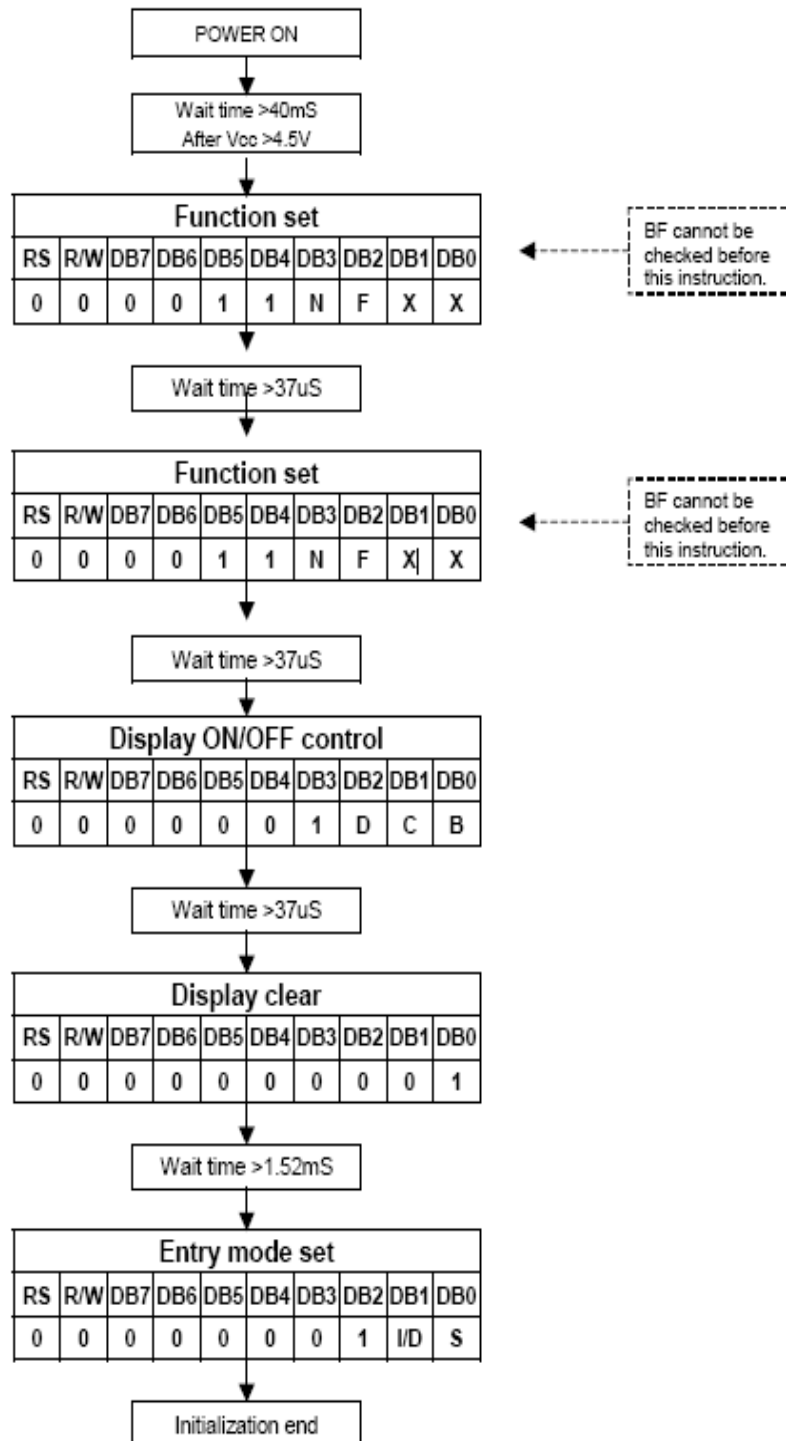 POWER ON
Wait time >40mS
After Vcc >4.5V
Function set
RS R/W DB7 DB6 DB5 DB4 DB3 DB2 DB1 DB0
0 0 0 0 1 1 N F X X
BF cannot be
checked before
this instruction.
Wait time >37uS
Function set
RS R/W DB7 DB6 DB5 DB4 DB3 DB2 DB1 DB0
0 0 0 0 1 1 N F X X
BF cannot be
checked before
this instruction.
Wait time >37uS
Display ON/OFF control
RS R/W DB7 DB6 DB5 DB4 DB3 DB2 DB1 DB0
0 0 0 0 0 0 1 D C B
Wait time >37uS
Display clear
RS R/W DB7 DB6 DB5 DB4 DB3 DB2 DB1 DB0
0 0 0 0 0 0 0 0 0 1
Wait time >1.52mS
Entry mode set
RS R/W DB7 DB6 DB5 DB4 DB3 DB2 DB1 DB0
0 0 0 0 0 0 0 1 I/D S
Initialization end